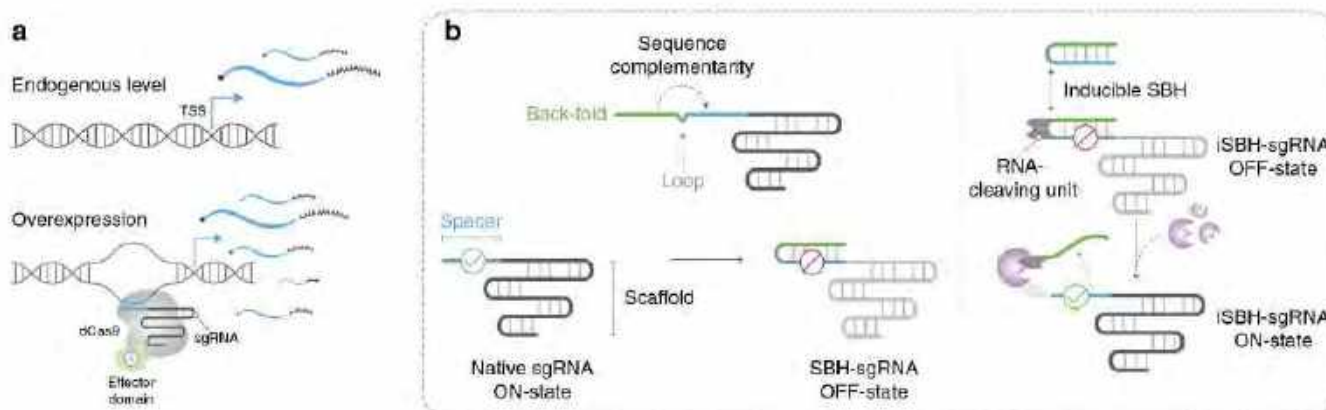 a
Endogenous level
TSS
Overexpression
dCas9
sgRNA
Effector
domain
b
Sequence
complementarity
Back-fold
Loop
Spacer
Scaffold
Native sgRNA
ON-state
SBH-sgRNA
OFF-state
Inducible SBH
RNA-
cleaving unit
iSBH-sgRNA
OFF-state
iSBH-sgRNA
ON-state